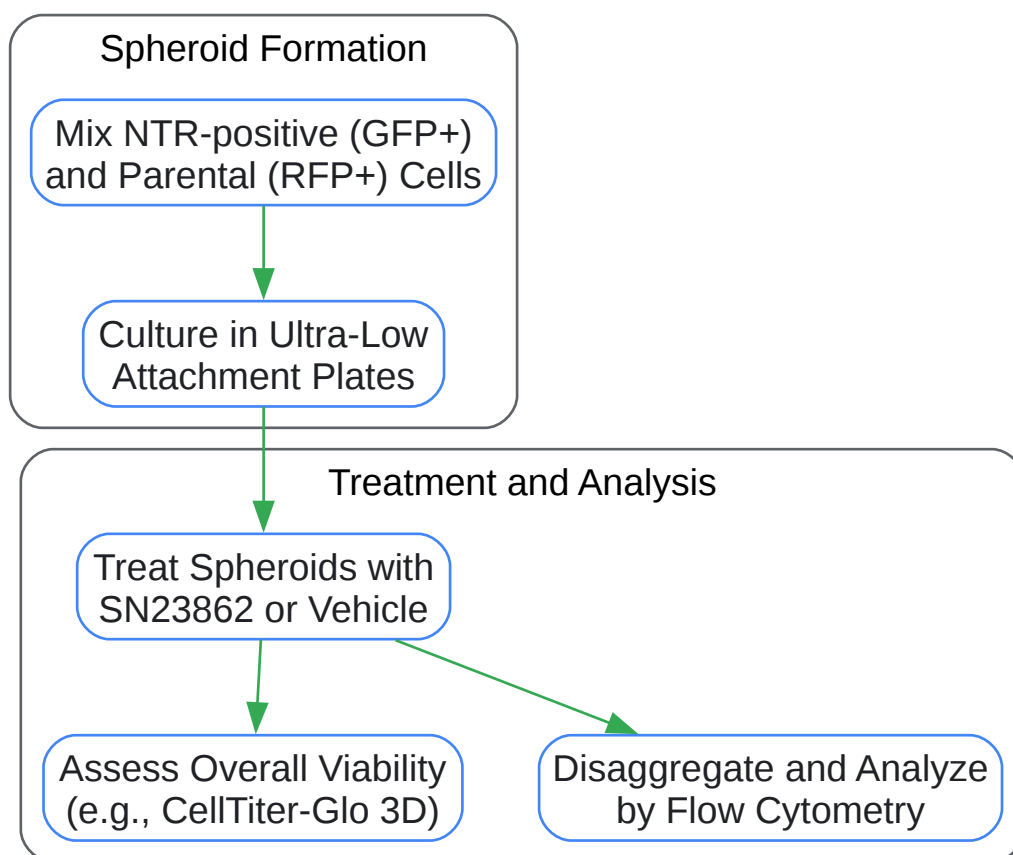 Spheroid Formation
Mix NTR-positive (GFP+)
and Parental (RFP+) Cells
Culture in Ultra-Low
Attachment Plates
Treatment and Analysis
Treat Spheroids with
SN23862 or Vehicle
Assess Overall Viability
(e.g., CellTiter-Glo 3D)
Disaggregate and Analyze
by Flow Cytometry